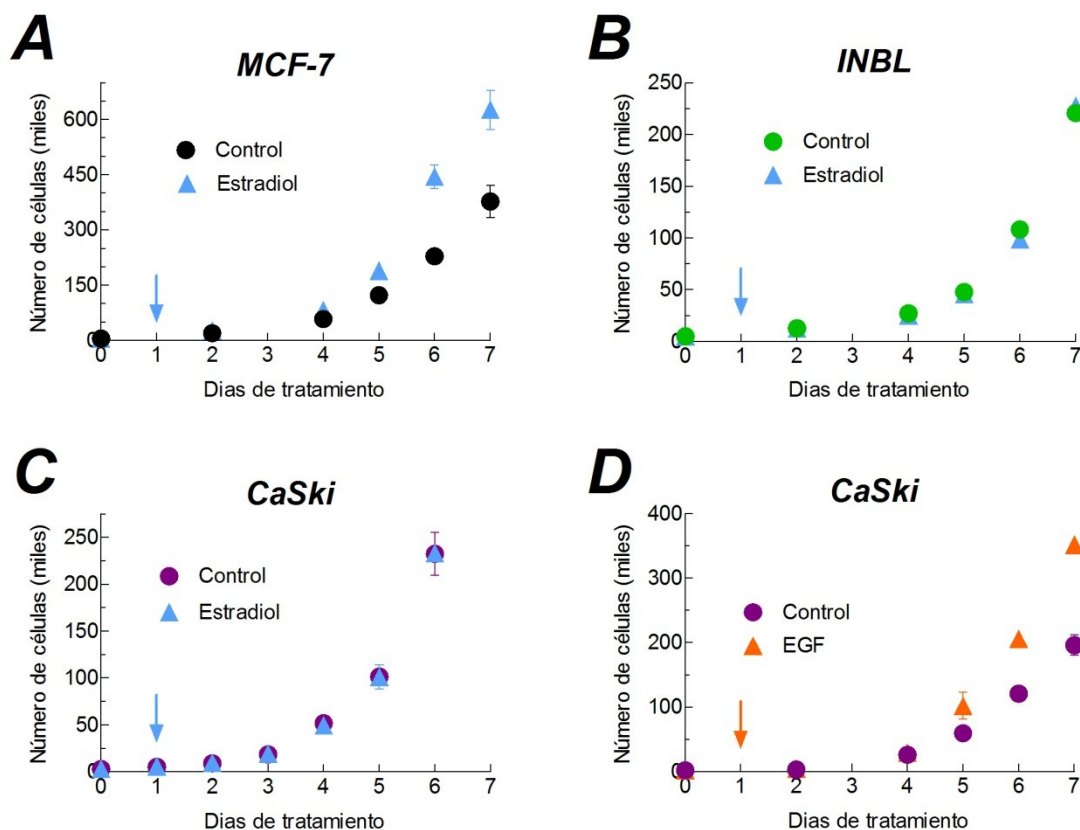 A
MCF-7
Número de células (miles)
600
450
300
150
0
Control
Estradiol
0 1 2 3 4 5 6 7
Dias de tratamiento
B
INBL
Número de células (miles)
250
200
150
100
50
0
Control
Estradiol
0 1 2 3 4 5 6 7
Dias de tratamiento
C
CaSki
Número de células (miles)
250
200
150
100
50
0
Control
Estradiol
0 1 2 3 4 5 6 7
Dias de tratamiento
D
CaSki
Número de células (miles)
400
300
200
100
0
Control
EGF
0 1 2 3 4 5 6 7
Dias de tratamiento